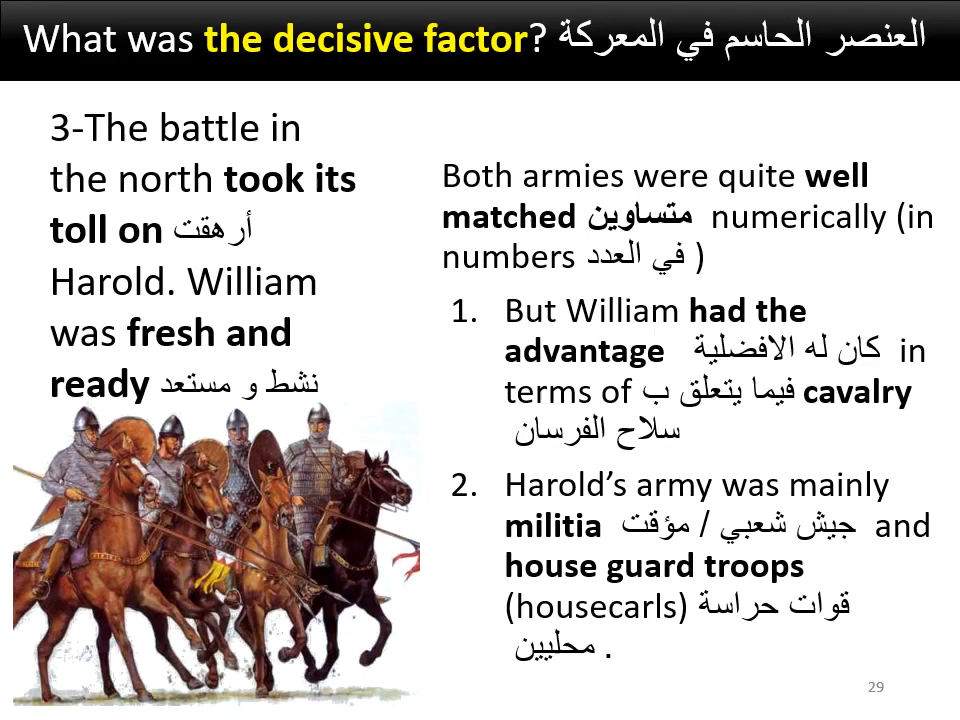 What was the decisive factor? العنصر الحاسم في المعركة
3-The battle in
the north took its
toll on أرهقت
Harold. William
was fresh and
ready نشط و مستعد
Both armies were quite well
matched متساوين numerically (in
numbers في العدد )
1. But William had the
advantage كان له الافضلية in
terms of فيما يتعلق ب cavalry
سلاح الفرسان
2. Harold’s army was mainly
militia جيش شعبي / مؤقت and
house guard troops
(housecarls) قوات حراسة
محليين .
29